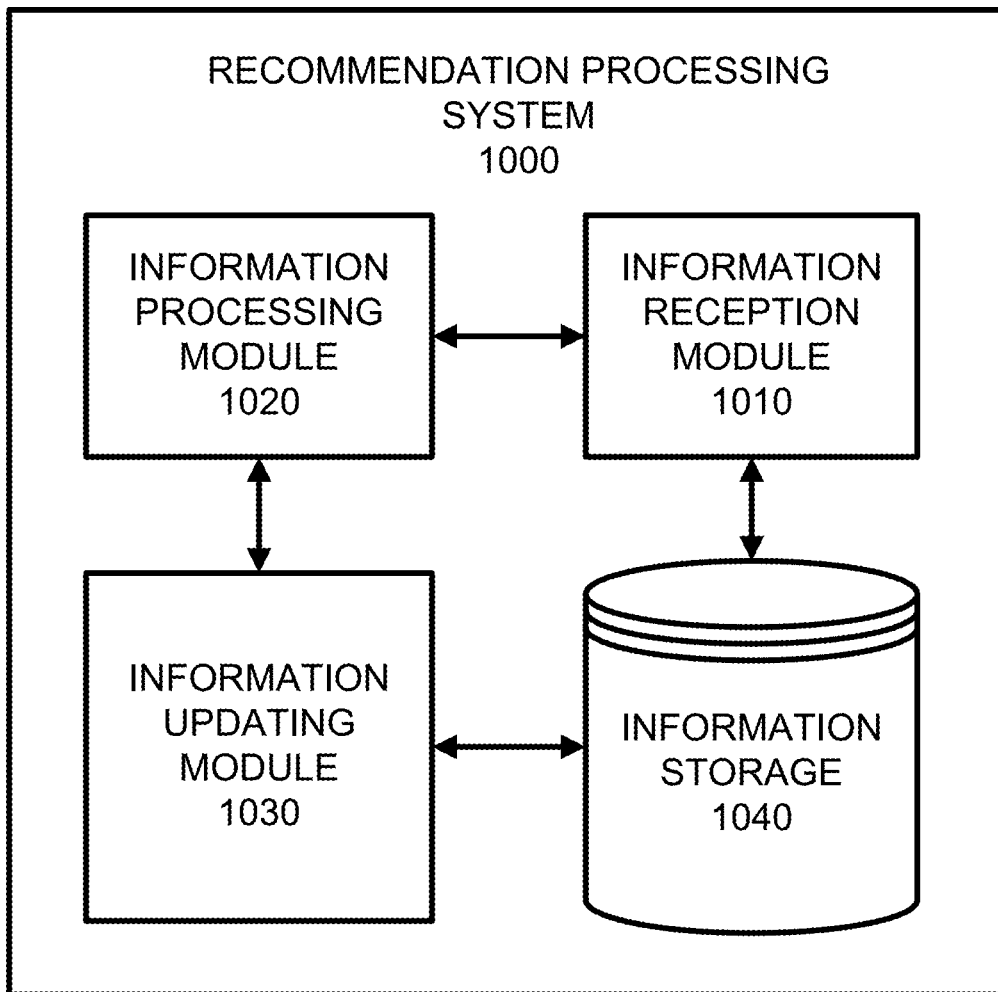 RECOMMENDATION PROCESSING
SYSTEM
1000
INFORMATION
PROCESSING
MODULE
1020
INFORMATION
RECEPTION
MODULE
1010
INFORMATION
UPDATING
MODULE
1030
INFORMATION
STORAGE
1040